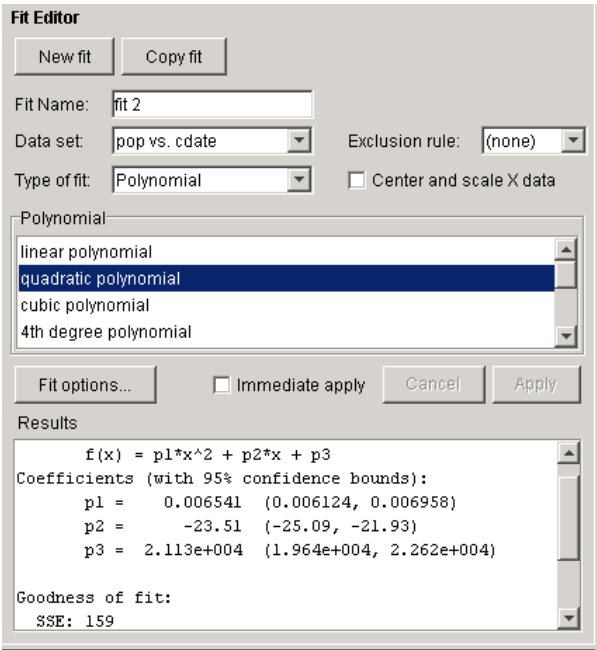 Fit Editor
New fit Copy fit
Fit Name: fit 2
Data set: pop vs. cdate Exclusion rule: (none)
Type of fit: Polynomial Center and scale X data
Polynomial
linear polynomial
quadratic polynomial
cubic polynomial
4th degree polynomial
Fit options... Immediate apply Cancel Apply
Results
f(x) = p1*x^2 + p2*x + p3
Coefficients (with 95% confidence bounds):
p1 = 0.006541 (0.006124, 0.006958)
p2 = -23.51 (-25.09, -21.93)
p3 = 2.113e+004 (1.964e+004, 2.262e+004)
Goodness of fit:
SSE: 159